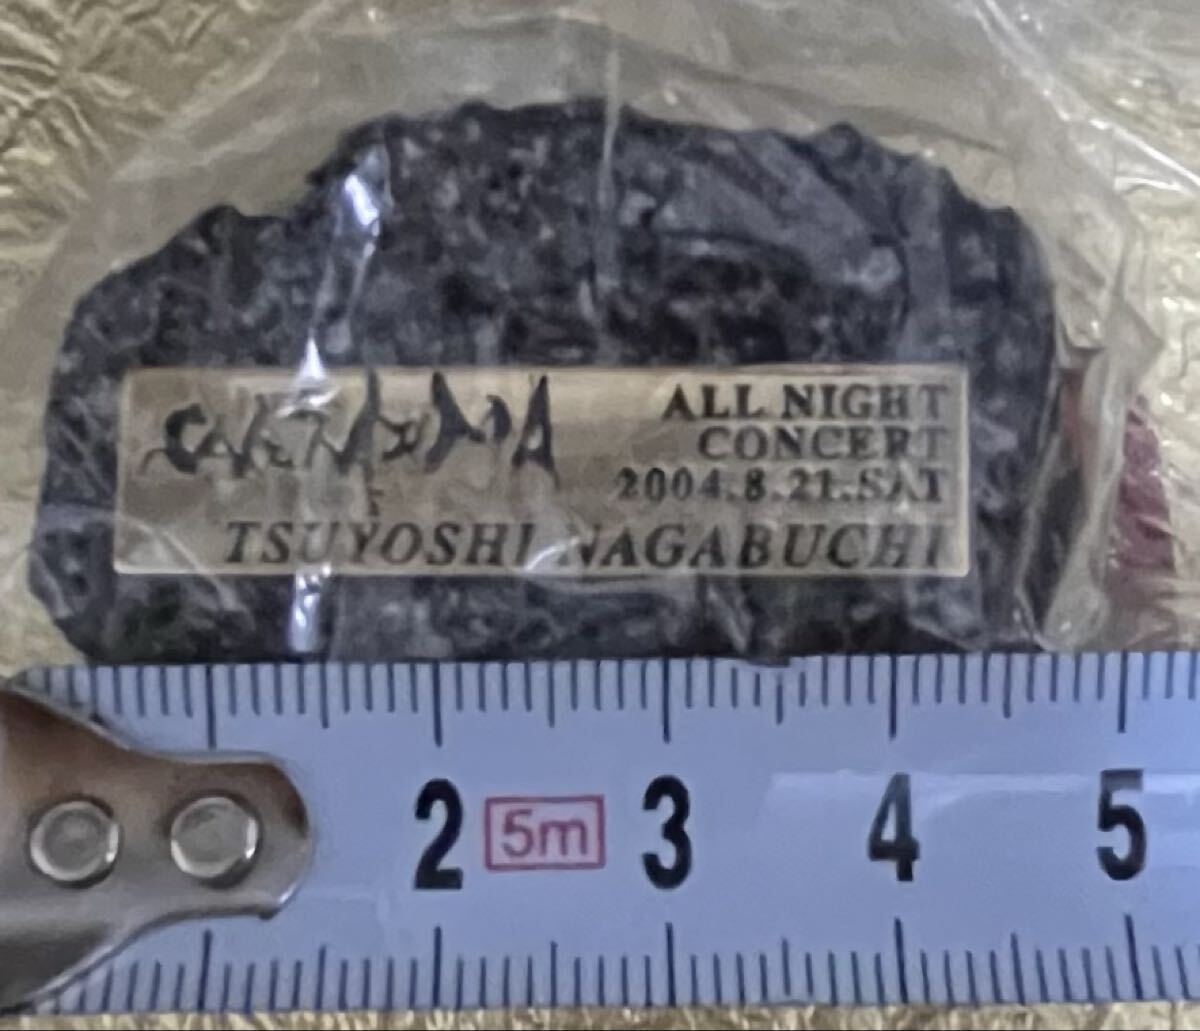 ALL NIGHT
CONCERT
2004.8.21.SAT
TSUYOSHI NAGABUCHI
2 5m 3 4 5